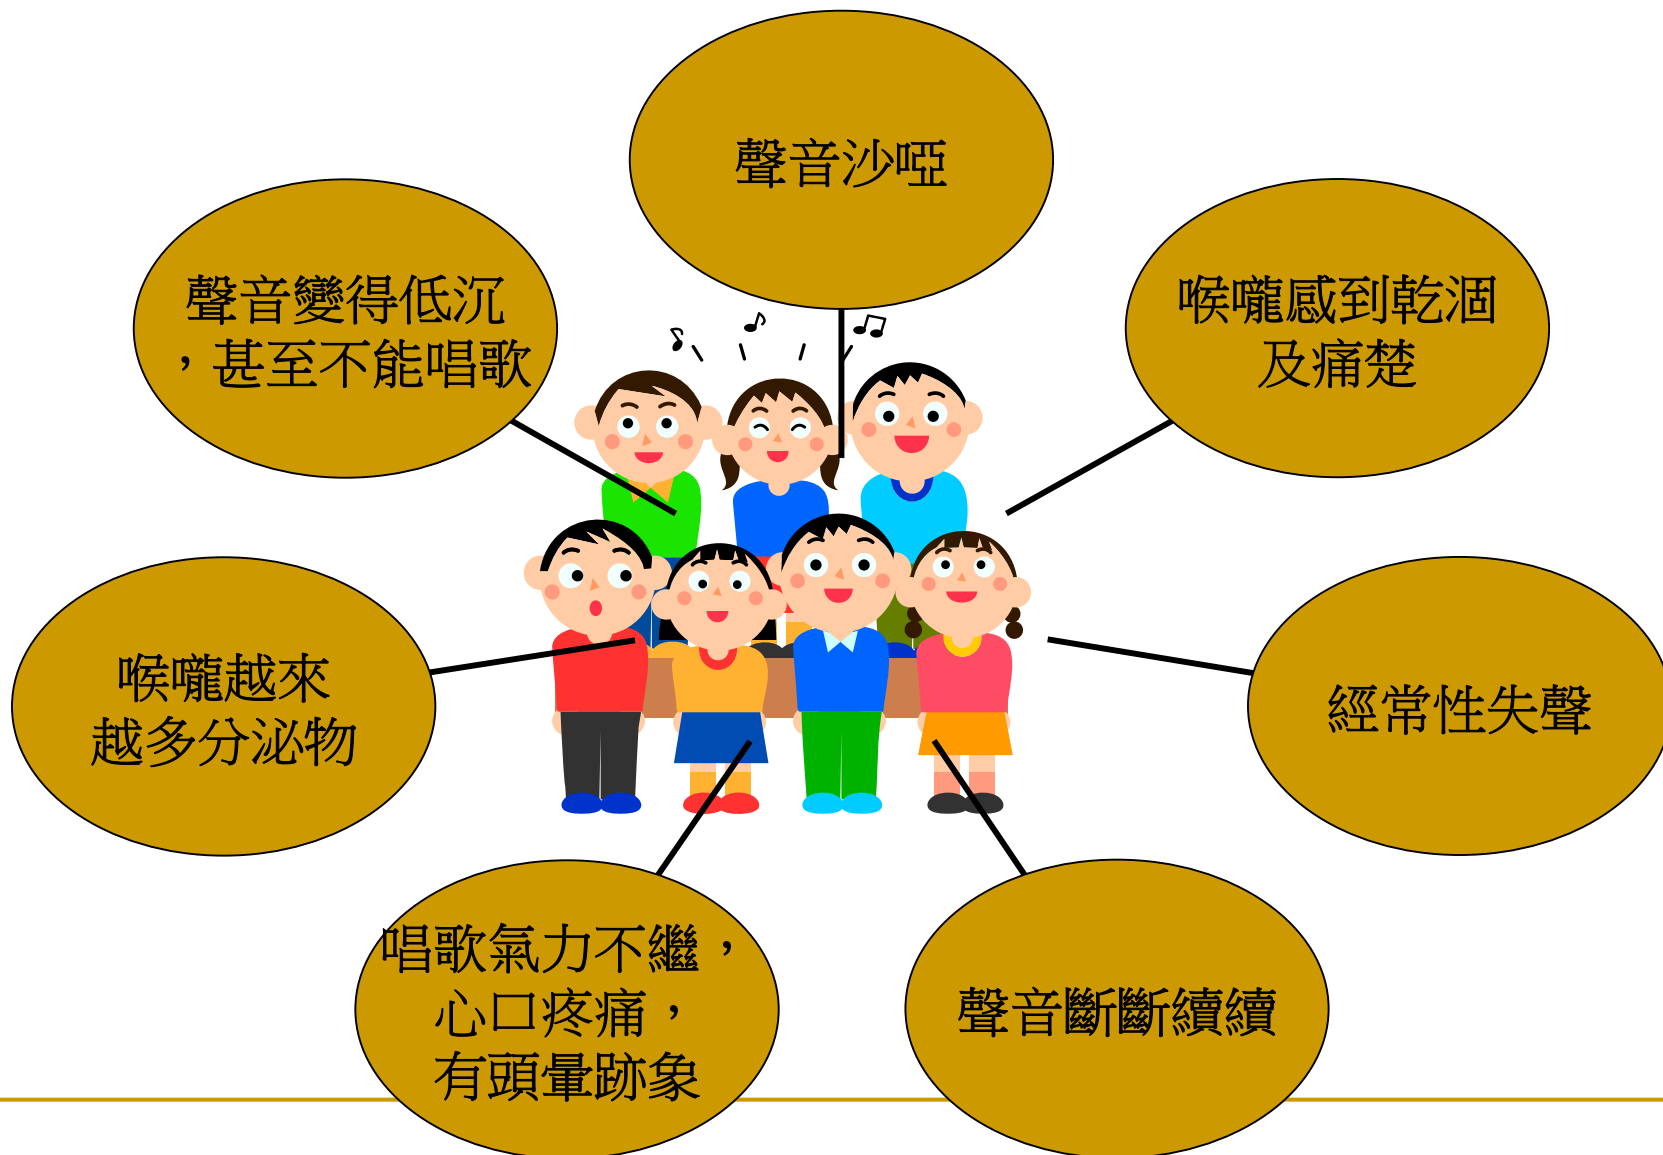 聲音沙啞
聲音變得低沉
，甚至不能唱歌
喉嚨感到乾涸
及痛楚
喉嚨越來
越多分泌物
經常性失聲
唱歌氣力不繼，
心口疼痛，
有頭暈跡象
聲音斷斷續續